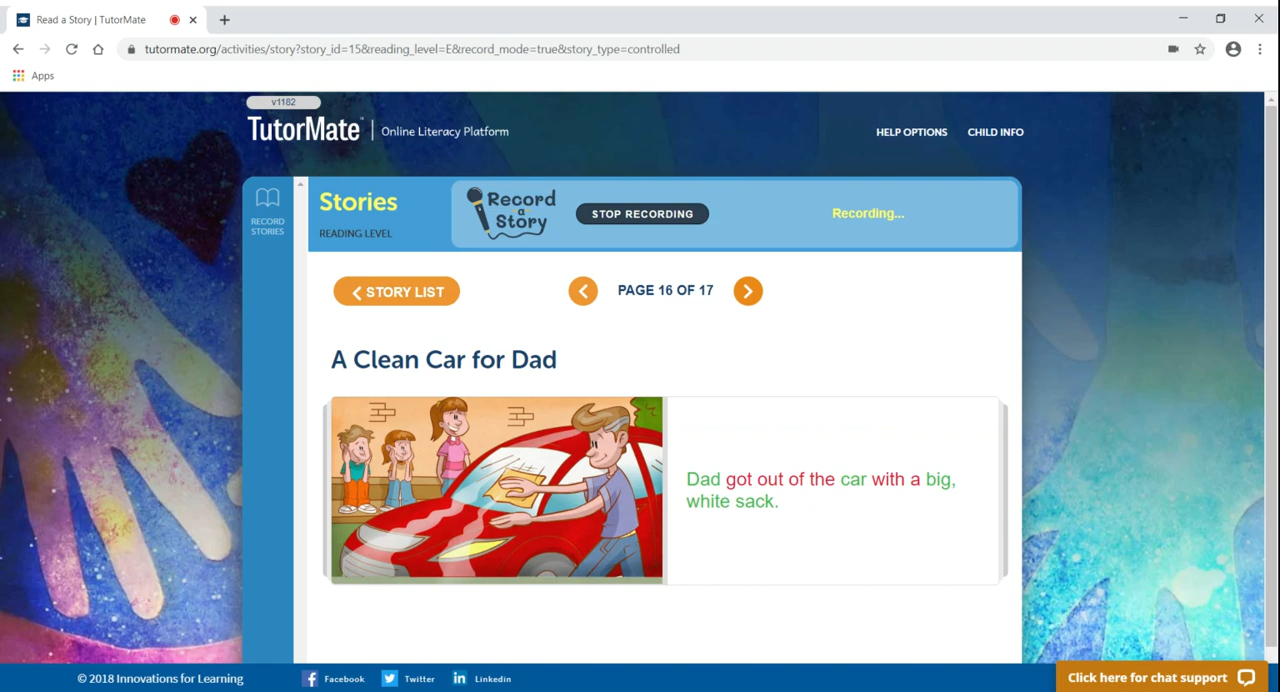 Read a Story | TutorMate
tutormate.org/activities/story?story_id=15&reading_level=E&record_mode=true&story_type=controlled
Apps
v1182
TutorMate™ | Online Literacy Platform
HELP OPTIONS
CHILD INFO
RECORD
STORIES
Stories
READING LEVEL
Record
a
Story
STOP RECORDING
Recording...
STORY LIST
PAGE 16 OF 17
A Clean Car for Dad
Dad got out of the car with a big,
white sack.
© 2018 Innovations for Learning
Facebook
Twitter
Linkedin
Click here for chat support